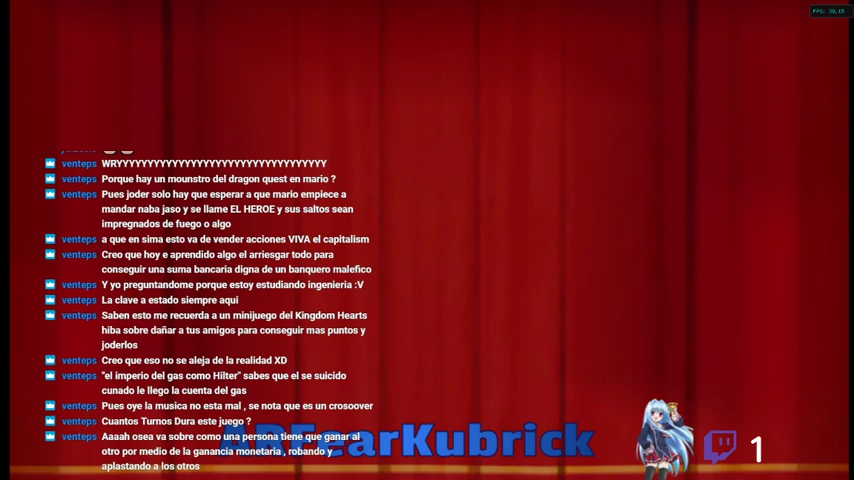 FPS: 30,15
venteps WRYYYYYYYYYYYYYYYYYYYYYYYYYYYYYYYYYY
venteps Porque hay un mounstro del dragon quest en mario ?
venteps Pues joder solo hay que esperar a que mario empiece a
mandar naba jaso y se llame EL HEROE y sus saltos sean
impregnados de fuego o algo
venteps a que en sima esto va de vender acciones VIVA el capitalism
venteps Creo que hoy e aprendido algo el arriesgar todo para
conseguir una suma bancaria digna de un banquero malefico
venteps Y yo preguntandome porque estoy estudiando ingenieria :V
venteps La clave a estado siempre aqui
venteps Saben esto me recuerda a un minijuego del Kingdom Hearts
hiba sobre dañar a tus amigos para conseguir mas puntos y
joderlos
venteps Creo que eso no se aleja de la realidad XD
venteps "el imperio del gas como Hilter" sabes que el se suicido
cunado le llego la cuenta del gas
venteps Pues oye la musica no esta mal , se nota que es un crosoover
venteps Cuantos Turnos Dura este juego ?
venteps Aaaah osea va sobre como una persona tiene que ganar al
otro por medio de la ganancia monetaria , robando y
aplastando a los otros
ARFearKubrick
1